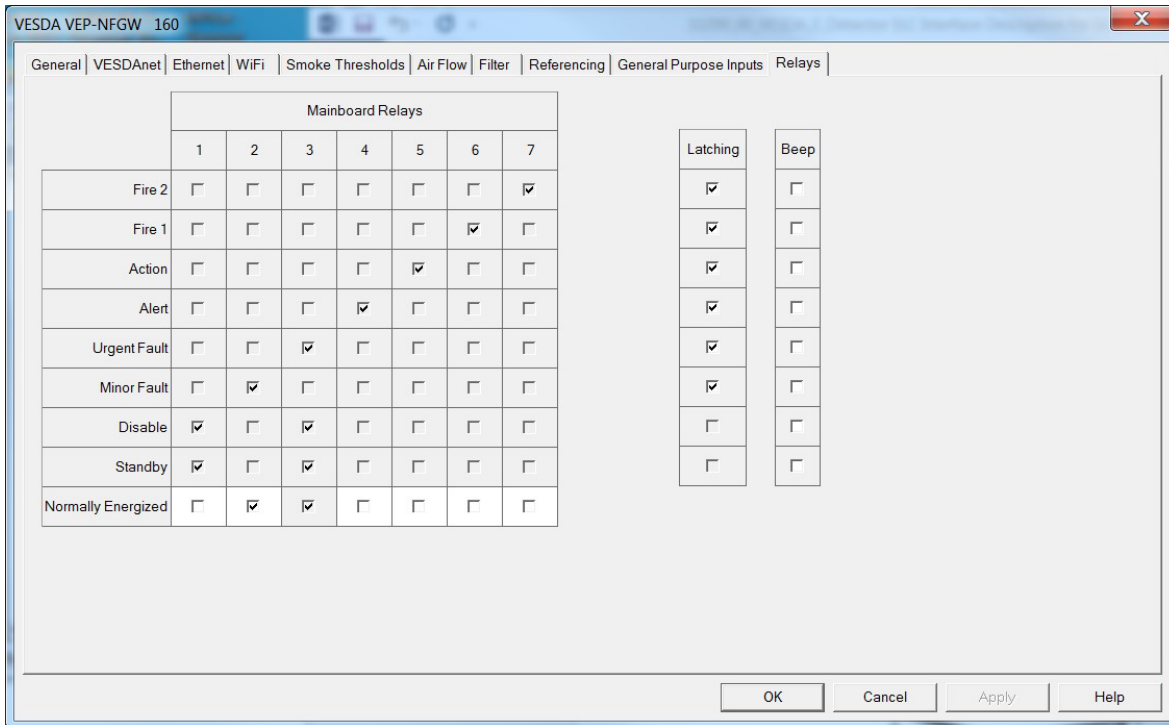 VESDA VEP-NFGW 160
General VESDAnet Ethernet WiFi Smoke Thresholds Air Flow Filter Referencing General Purpose Inputs Relays
Mainboard Relays
1 2 3 4 5 6 7 Latching Beep
Fire 2
Fire 1
Action
Alert
Urgent Fault
Minor Fault
Disable
Standby
Normally Energized
OK Cancel Apply Help